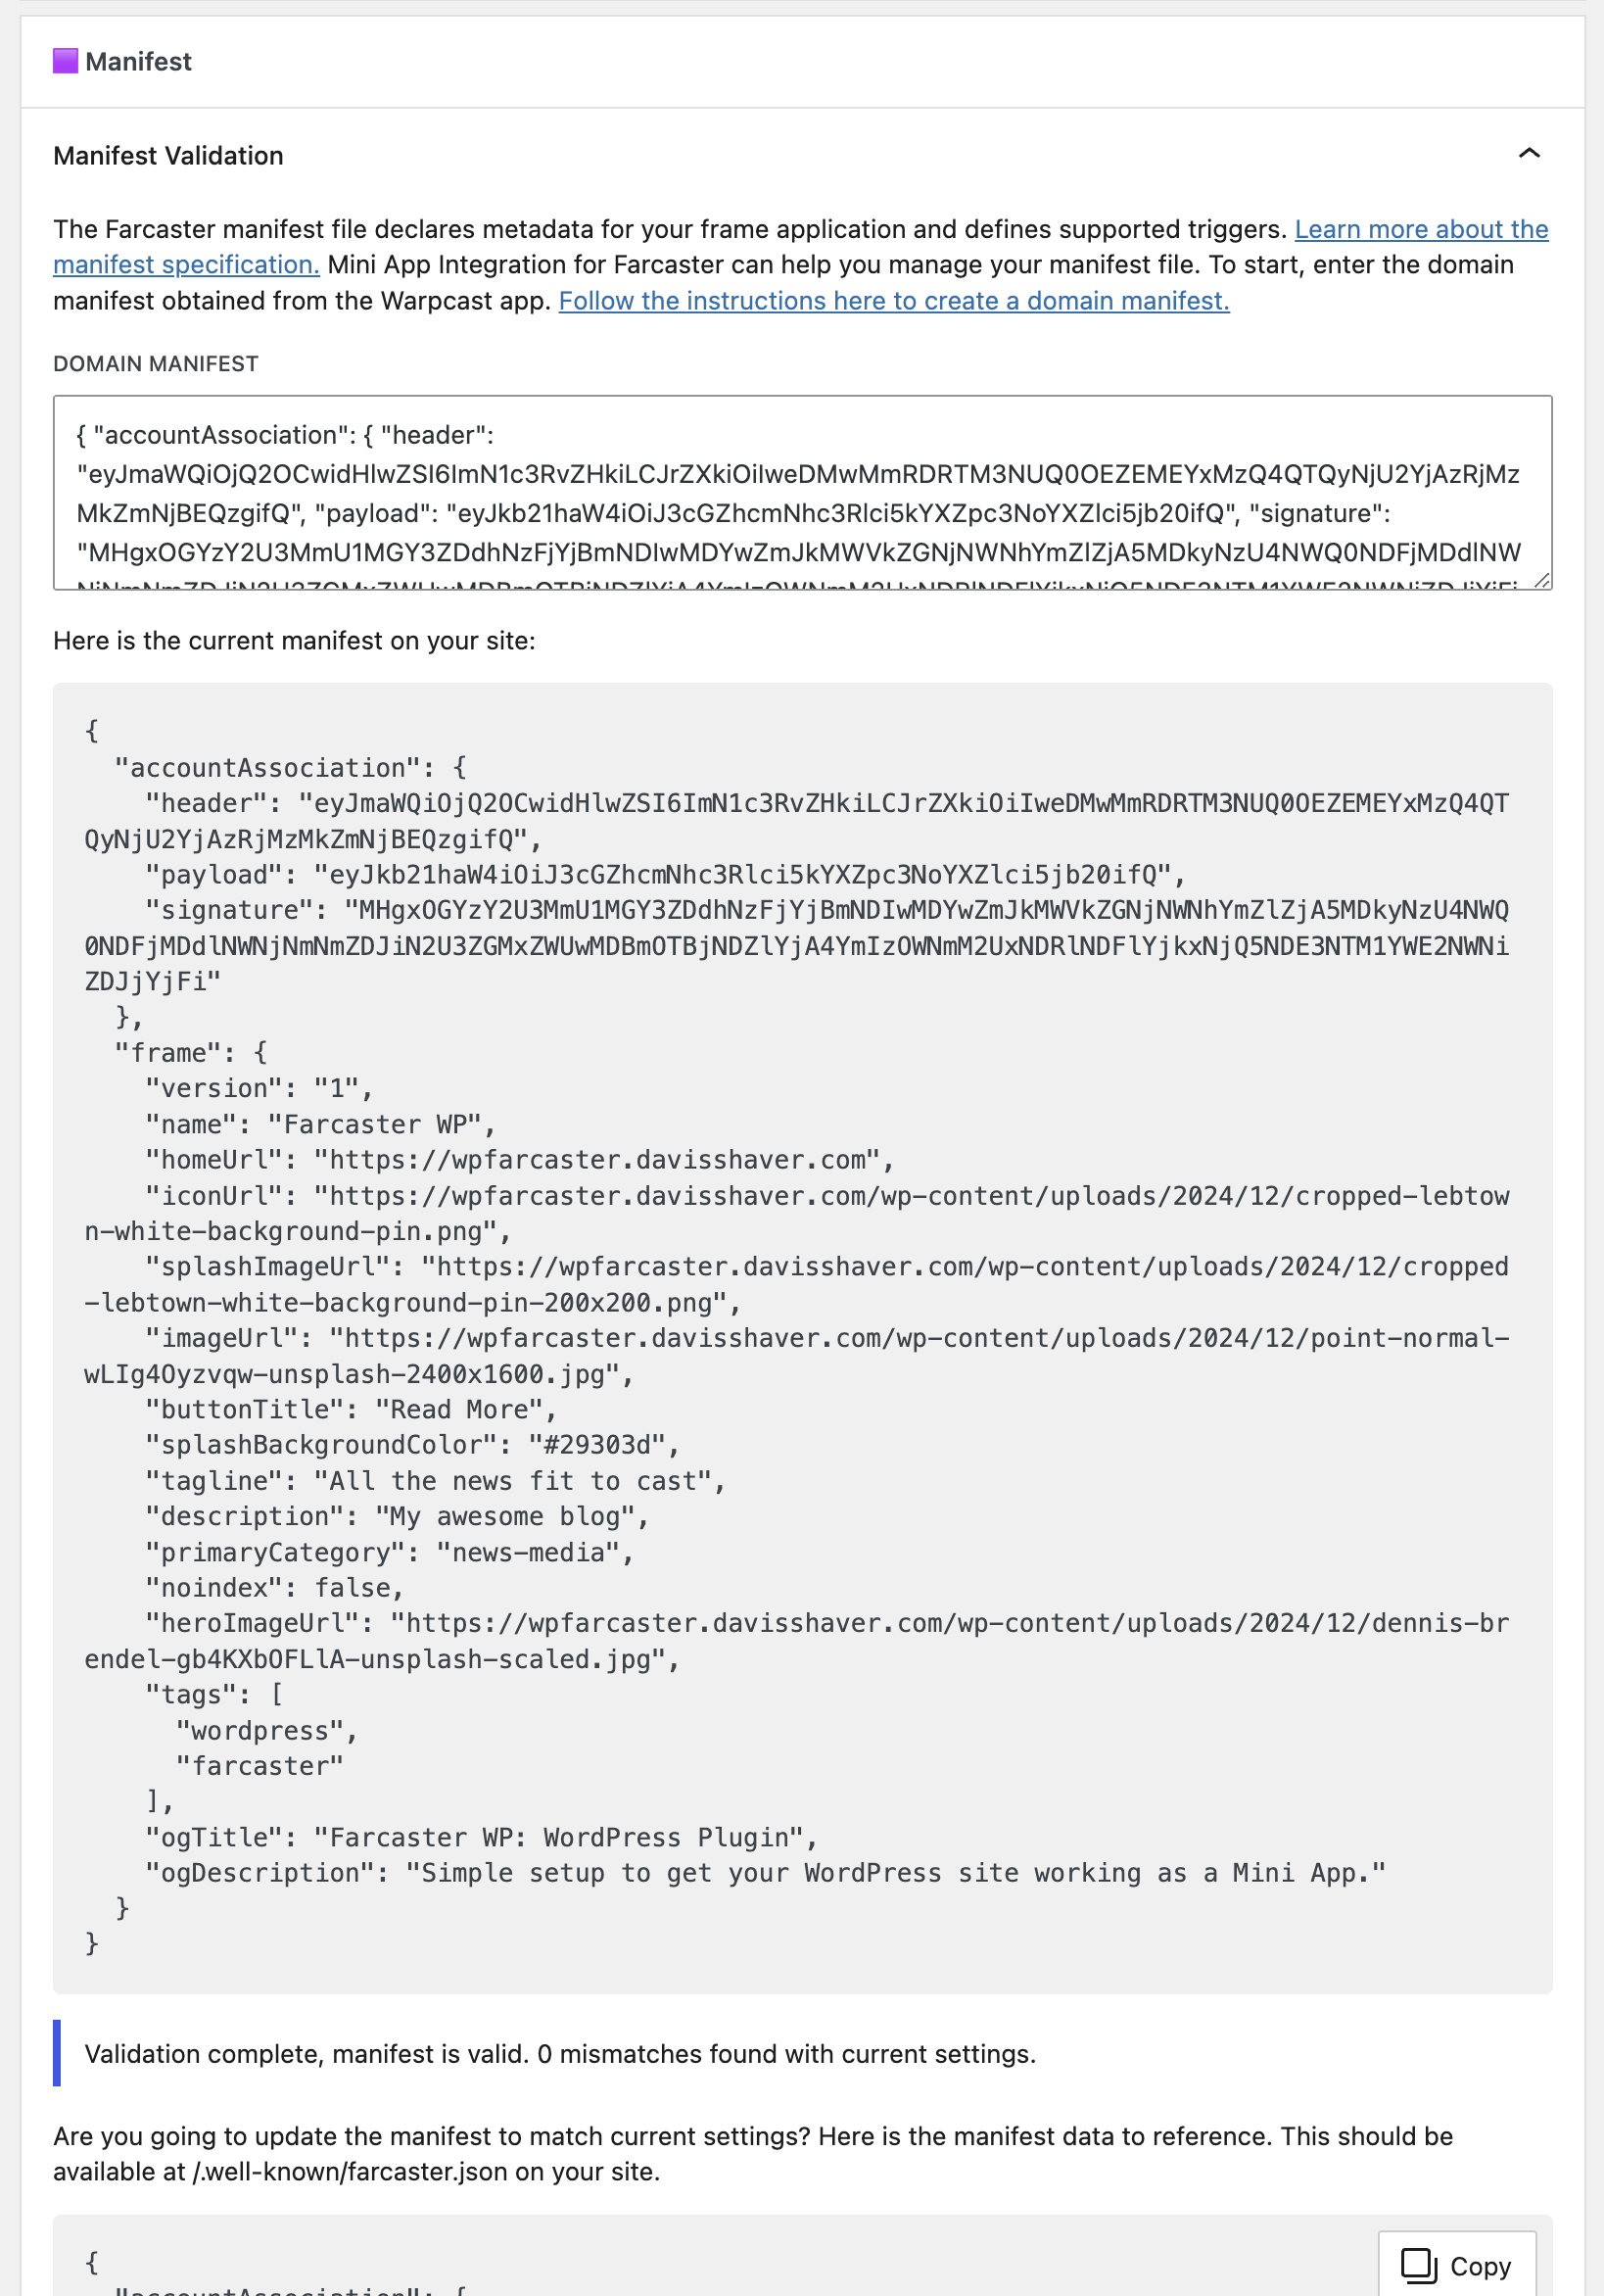 Manifest
Manifest Validation
The Farcaster manifest file declares metadata for your frame application and defines supported triggers. Learn more about the
manifest specification. Mini App Integration for Farcaster can help you manage your manifest file. To start, enter the domain
manifest obtained from the Warpcast app. Follow the instructions here to create a domain manifest.
DOMAIN MANIFEST
{ "accountAssociation": { "header":
"eyJmaWQiOjQ2OCwidHlwZSI6ImN1c3RvZHkiLCJrZXkiOiIweDMwMmRDRTM3NUQ0OEZEMEYxMzQ4QTQyNjU2YjAzRjMz
MkZmNjBEQzgifQ", "payload": "eyJkb21haW4iOiJ3cGZhcmNhc3Rlci5kYXZpc3NoYXZlci5jb20ifQ", "signature":
"MHgxOGYzY2U3MmU1MGY3ZDdhNzFjYjBmNDIwMDYwZmJkMWVkZGNjNWNhYmZlZjA5MDkyNzU4NWQ0NDFjMDdlNW
Here is the current manifest on your site:
{
"accountAssociation": {
"header": "eyJmaWQiOjQ2OCwidHlwZSI6ImN1c3RvZHkiLCJrZXkiOiIweDMwMmRDRTM3NUQ0OEZEMEYxMzQ4QT
QyNjU2YjAzRjMzMkZmNjBEQzgifQ",
"payload": "eyJkb21haW4iOiJ3cGZhcmNhc3Rlci5kYXZpc3NoYXZlci5jb20ifQ",
"signature": "MHgxOGYzY2U3MmU1MGY3ZDdhNzFjYjBmNDIwMDYwZmJkMWVkZGNjNWNhYmZlZjA5MDkyNzU4NWQ
0NDFjMDdlNWNjNmNmZDJiN2U3ZGMxZWUwMDBmOTBjNDZlYjA4YmIzOWNmM2UxNDRlNDFlYjkxNjQ5NDE3NTM1YWE2NWNi
ZDJjYjFi"
},
"frame": {
"version": "1",
"name": "Farcaster WP",
"homeUrl": "https://wpfarcaster.davisshaver.com",
"iconUrl": "https://wpfarcaster.davisshaver.com/wp-content/uploads/2024/12/cropped-lebtow
n-white-background-pin.png",
"splashImageUrl": "https://wpfarcaster.davisshaver.com/wp-content/uploads/2024/12/cropped
-lebtown-white-background-pin-200x200.png",
"imageUrl": "https://wpfarcaster.davisshaver.com/wp-content/uploads/2024/12/point-normal-
wLIg4Oyzvqw-unsplash-2400x1600.jpg",
"buttonTitle": "Read More",
"splashBackgroundColor": "#29303d",
"tagline": "All the news fit to cast",
"description": "My awesome blog",
"primaryCategory": "news-media",
"noindex": false,
"heroImageUrl": "https://wpfarcaster.davisshaver.com/wp-content/uploads/2024/12/dennis-br
endel-gb4KXbOFLlA-unsplash-scaled.jpg",
"tags": [
"wordpress",
"farcaster"
],
"ogTitle": "Farcaster WP: WordPress Plugin",
"ogDescription": "Simple setup to get your WordPress site working as a Mini App."
}
}
Validation complete, manifest is valid. 0 mismatches found with current settings.
Are you going to update the manifest to match current settings? Here is the manifest data to reference. This should be
available at /.well-known/farcaster.json on your site.
{
Copy